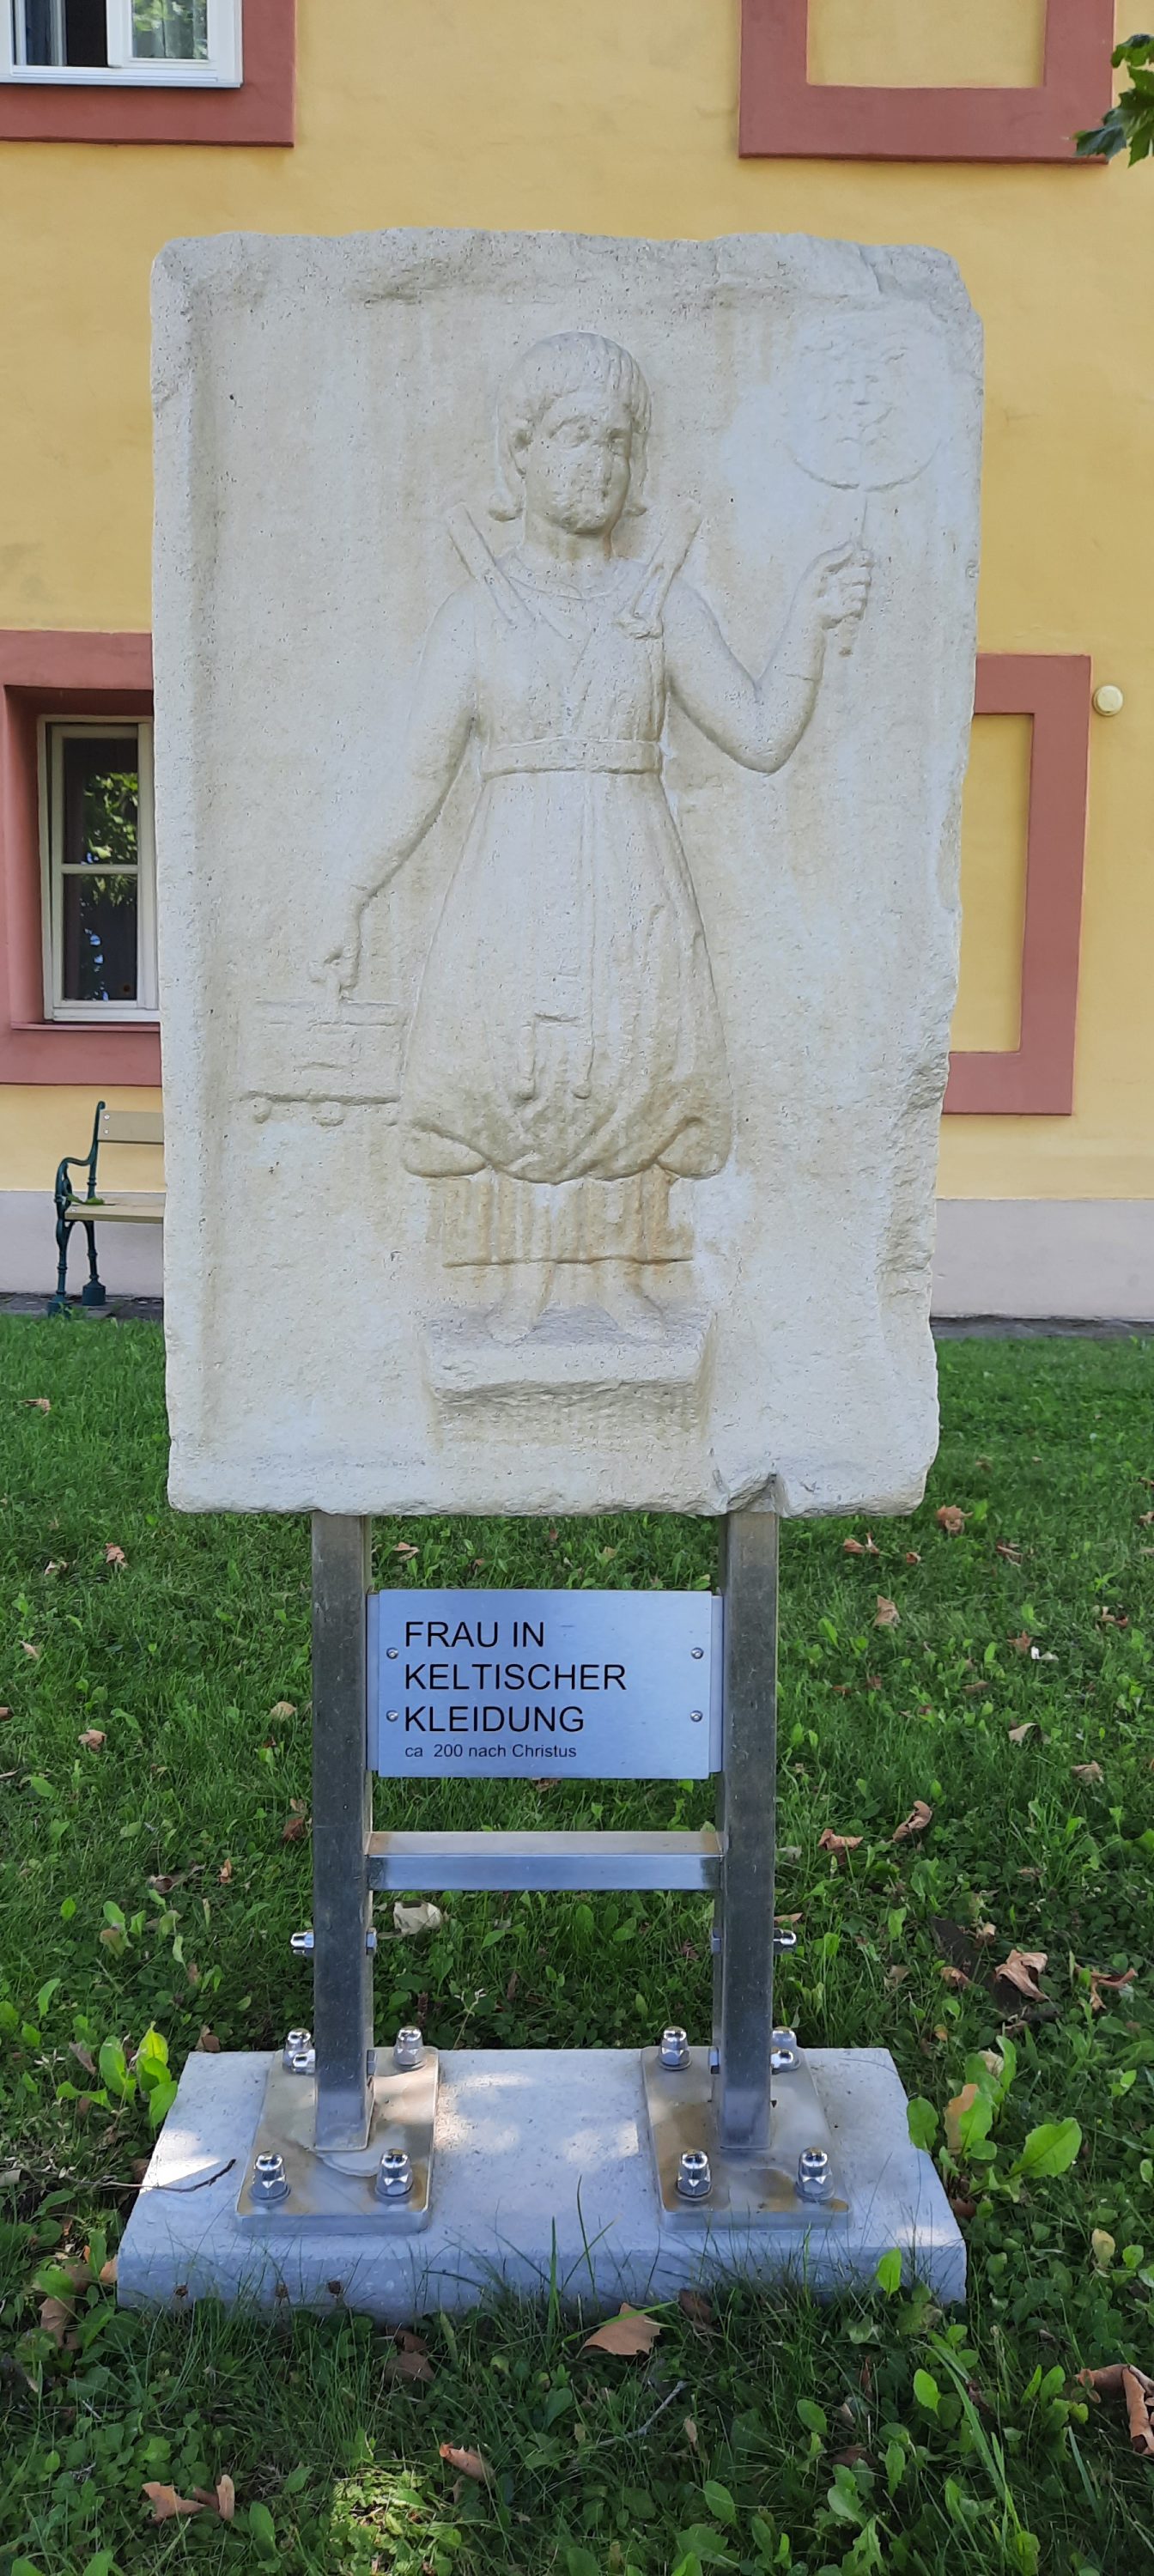 FRAU IN
KELTISCHER
KLEIDUNG
ca 200 nach Christus